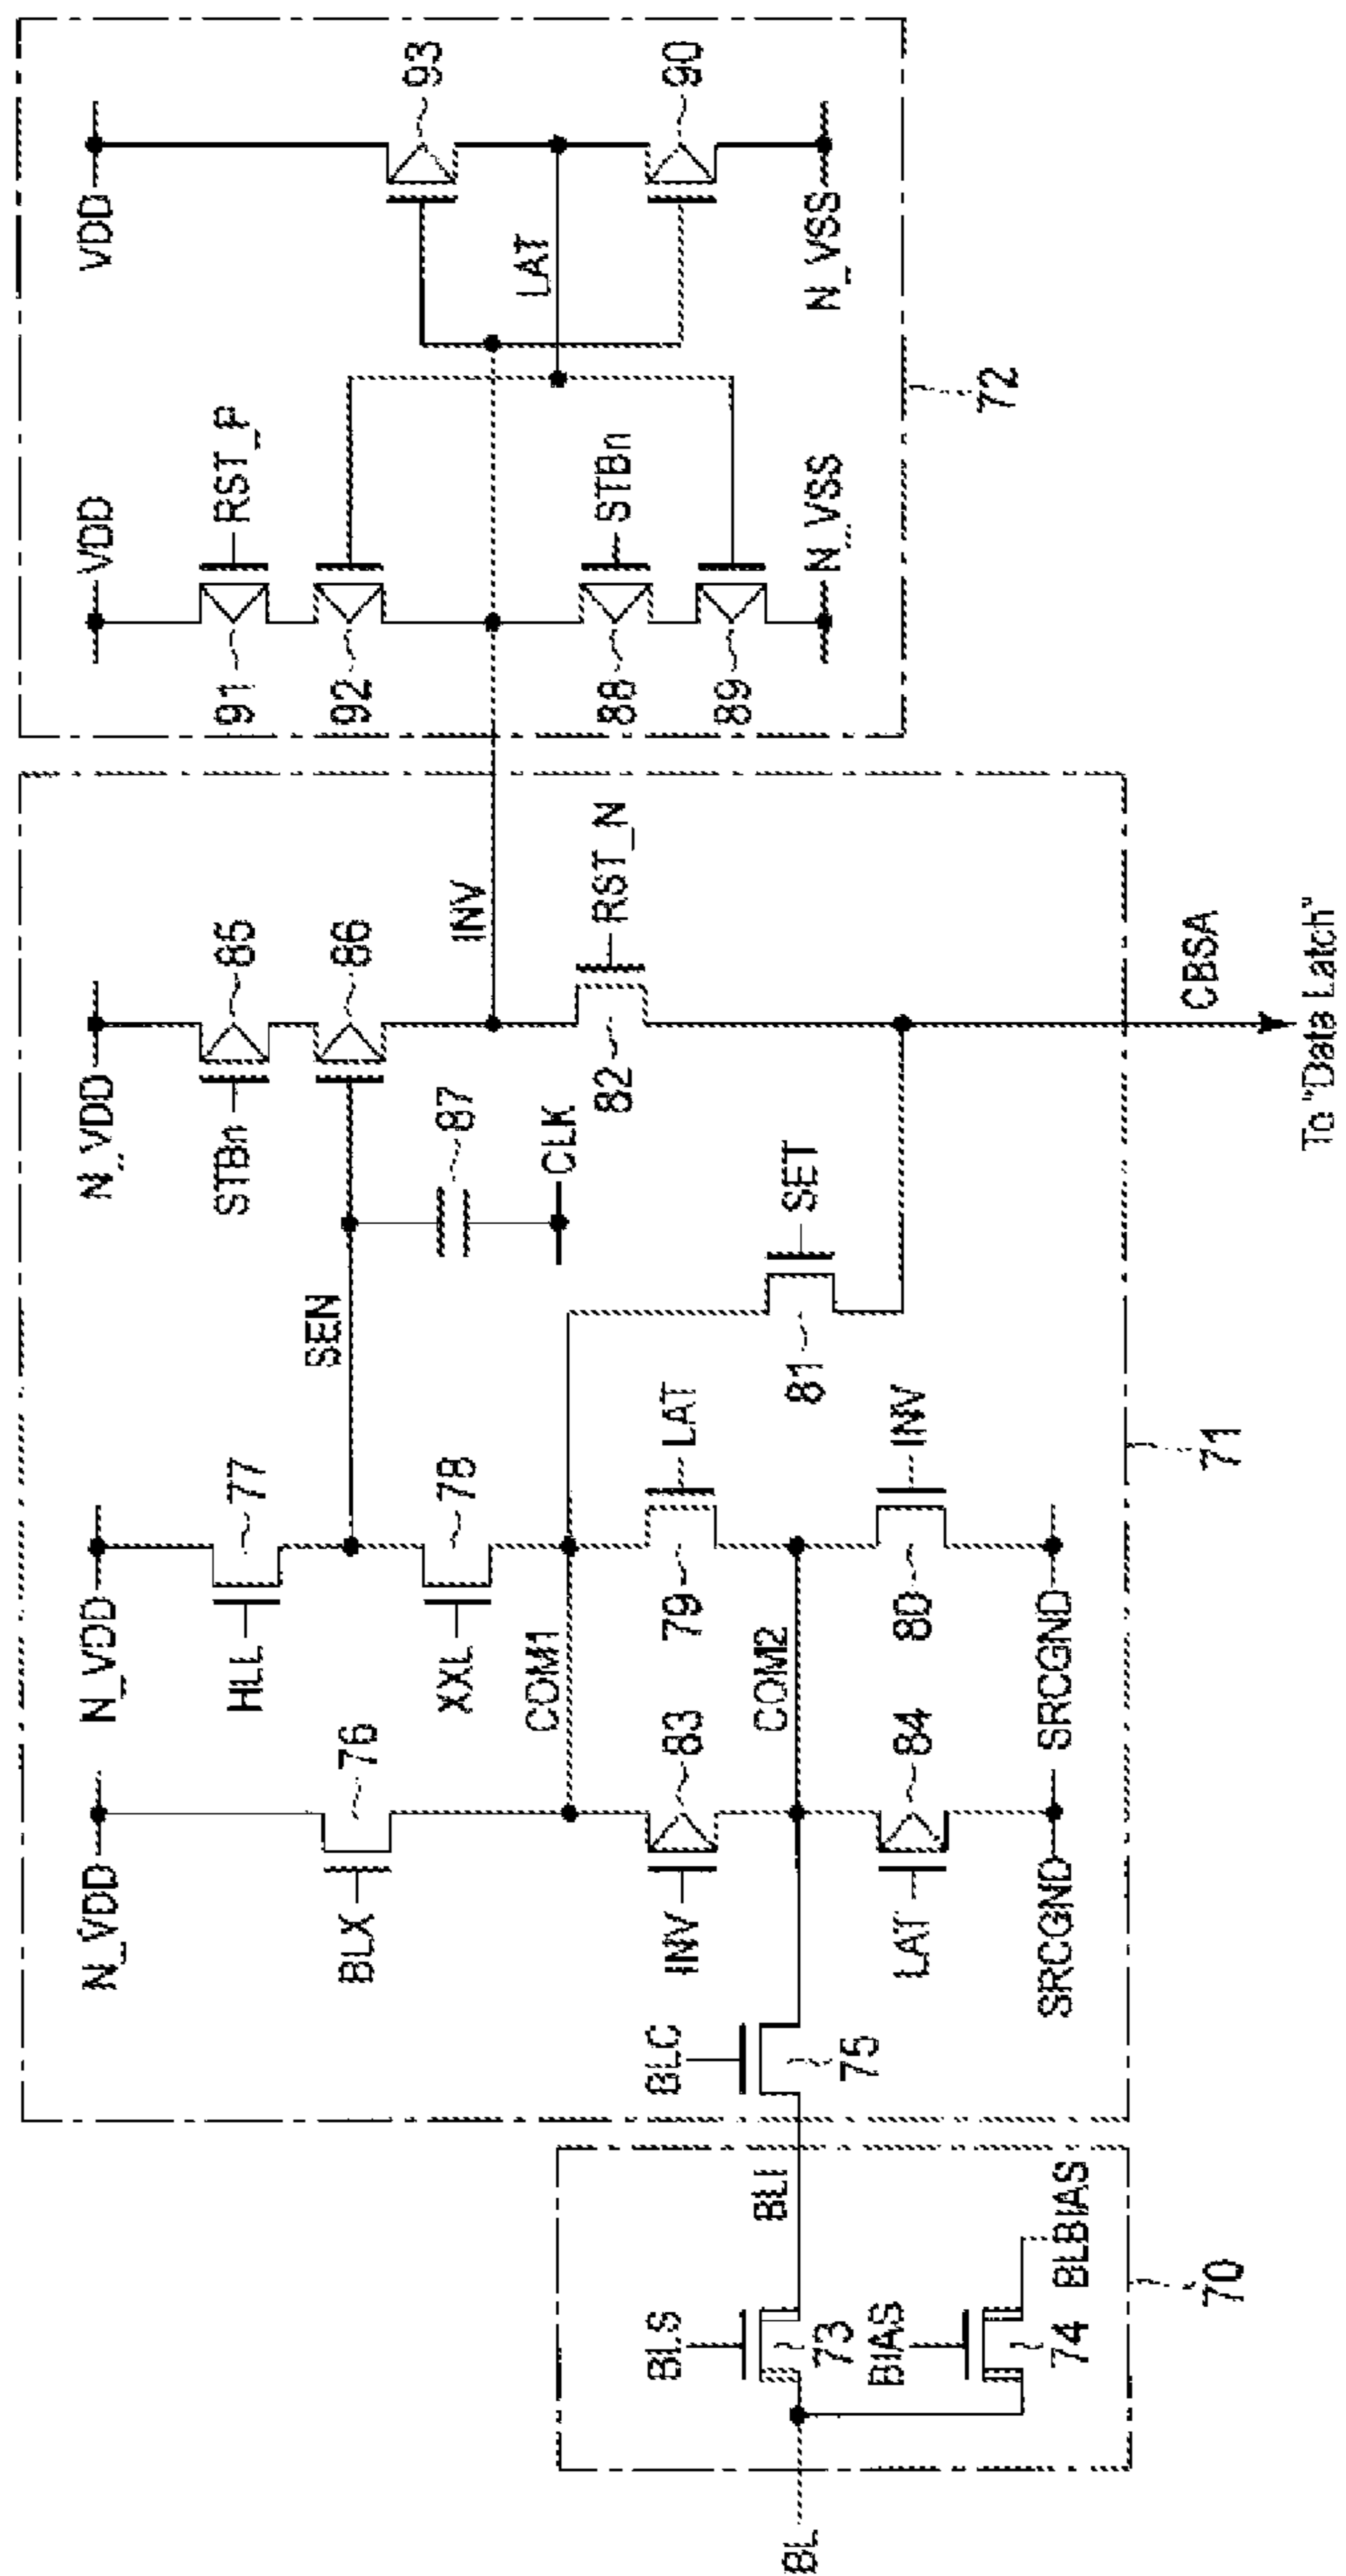 VDD
VDD
93
RST_P
91
92
LAT
STBn
88
89
90
N_VSS
N_VSS
72
N_VDD
N_VDD
N_VDD
STBn
85
86
HLL
77
SEN
87
CLK
INV
BLX
76
XXL
78
82
RST_N
COM1
SET
81
INV
83
LAT
79
COM2
LAT
84
INV
80
BLC
75
SRCGND
SRCGND
CBSA
To "Data Latch"
71
BLS
73
BLI
BL
BIAS
74
BLBIAS
70